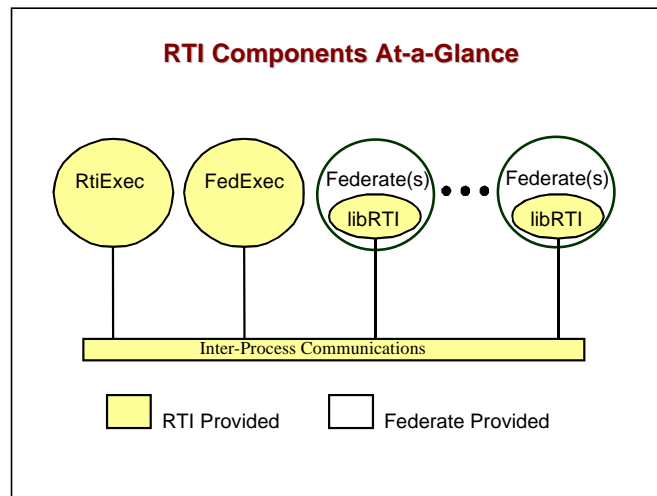 RTI Components At-a-Glance
RtiExec
FedExec
Federate(s)
libRTI
Federate(s)
libRTI
Inter-Process Communications
RTI Provided
Federate Provided